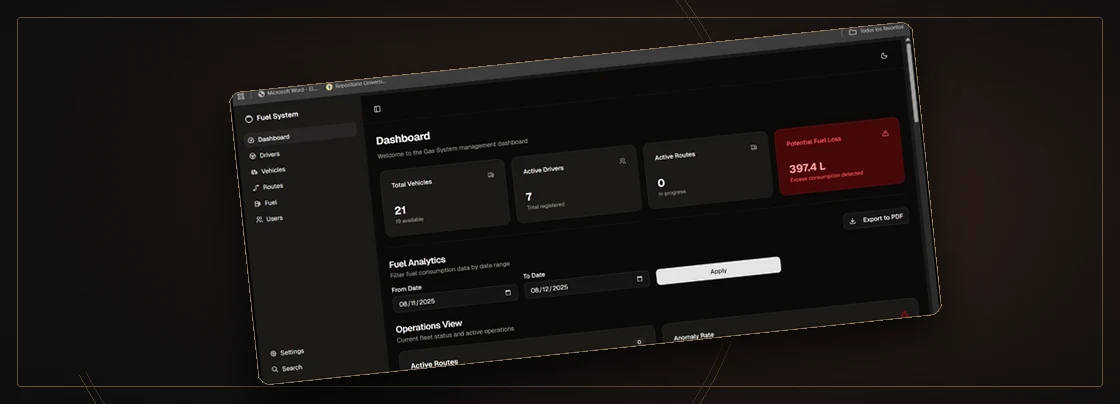 Todos los favoritos
Microsoft Word - El...
Repositorio Universi...
Fuel System
Dashboard
Drivers
Vehicles
Routes
Fuel
Users
Settings
Search
Dashboard
Welcome to the Gas System management dashboard
Total Vehicles
21
19 available
Active Drivers
7
Total registered
Active Routes
0
In progress
Potential Fuel Loss
397.4 L
Excess consumption detected
Export to PDF
Fuel Analytics
Filter fuel consumption data by date range
From Date
08/11/2025
To Date
08/12/2025
Apply
Operations View
Current fleet status and active operations
Active Routes
0
Anomaly Rate